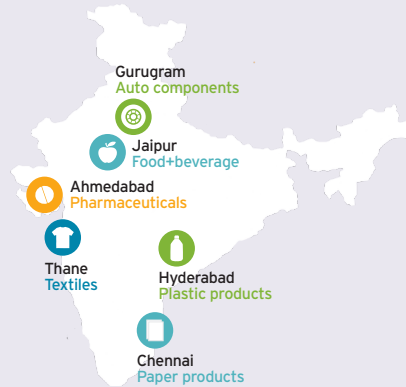 Gurugram
Auto components
Jaipur
Food+beverage
Ahmedabad
Pharmaceuticals
Thane
Textiles
Hyderabad
Plastic products
Chennai
Paper products